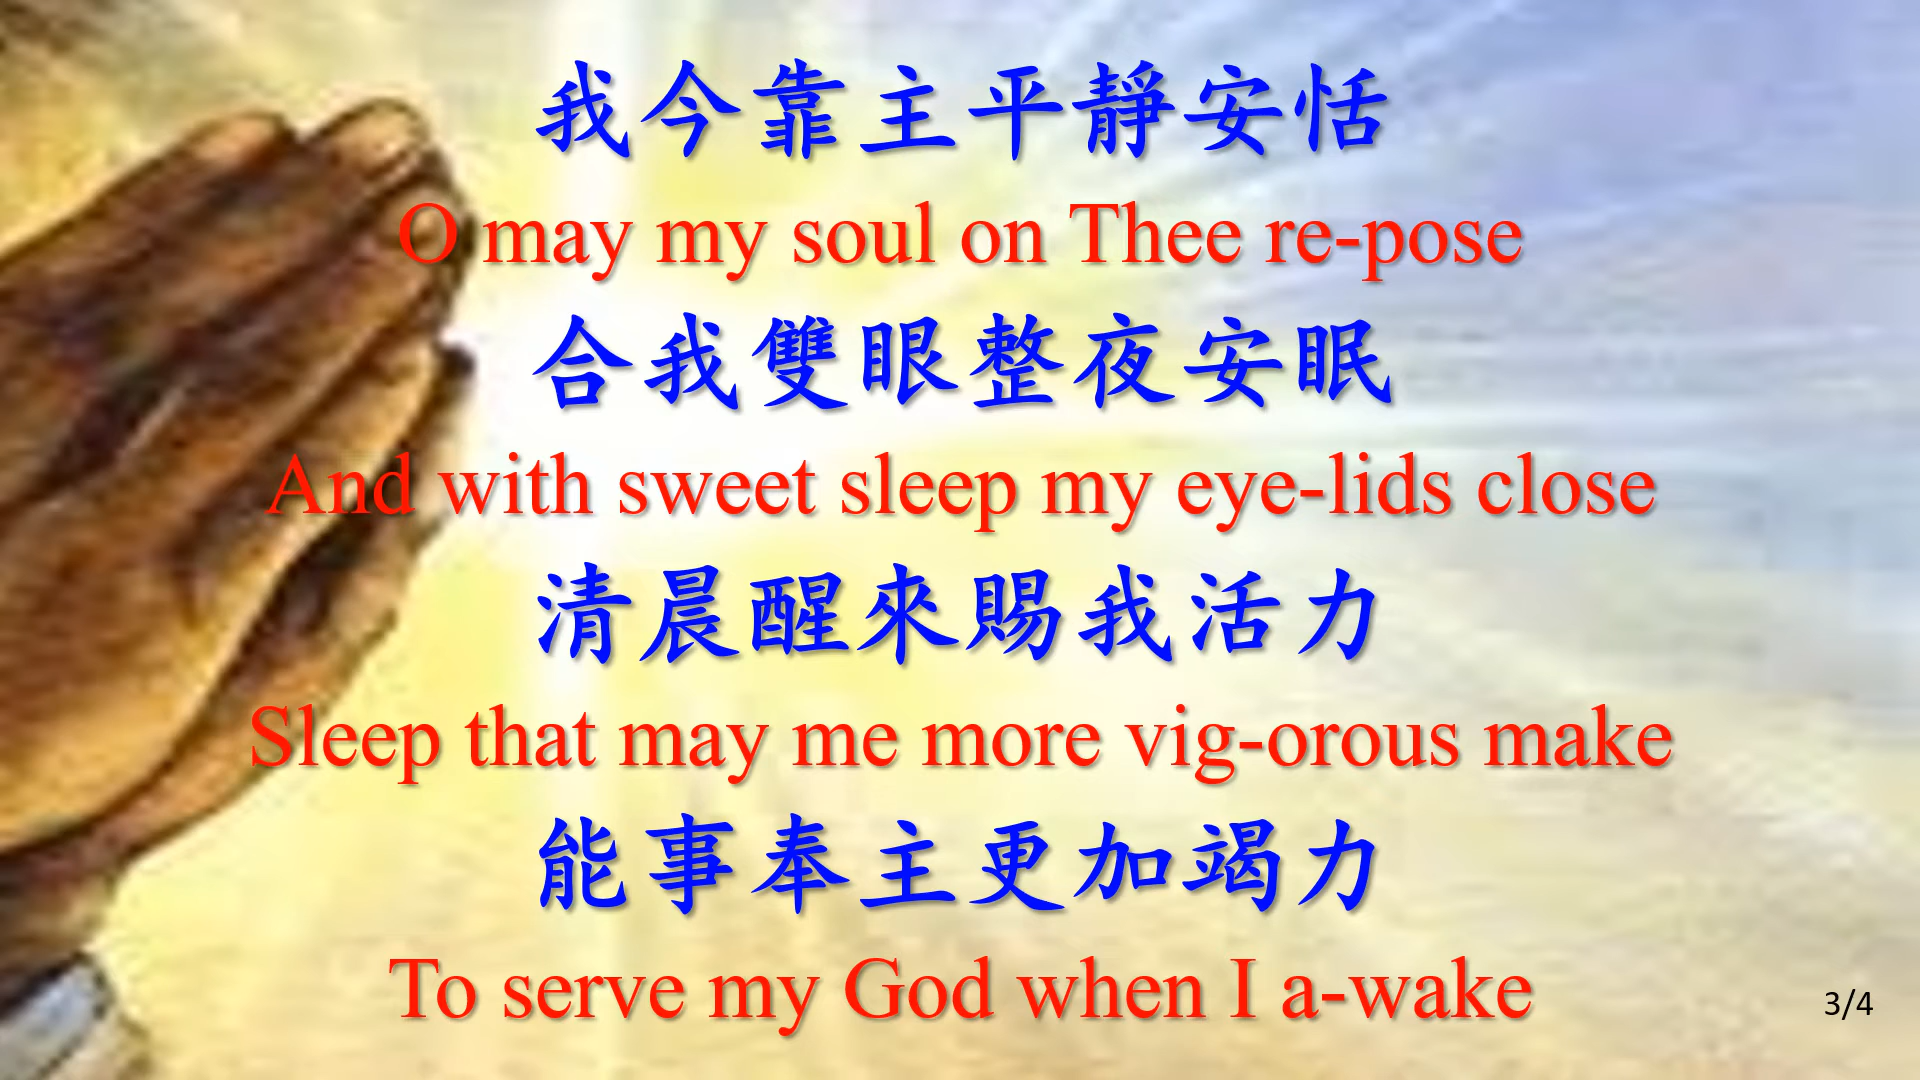 我今靠主平靜安恬
O may my soul on Thee re-pose
合我雙眼整夜安眠
And with sweet sleep my eye-lids close
清晨醒來賜我活力
Sleep that may me more vig-orous make
能事奉主更加竭力
To serve my God when I a-wake
3/4